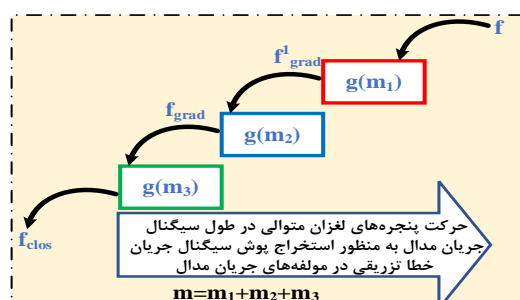 f
f¹grad
g(m₁)
fgrad
g(m₂)
g(m₃)
fclos
حرکت پنجره‌های لغزان متوالی در طول سیگنال
جریان مدال به منظور استخراج پوش سیگنال جریان
خطا تزریقی در مولفه‌های جریان مدال
m=m₁+m₂+m₃